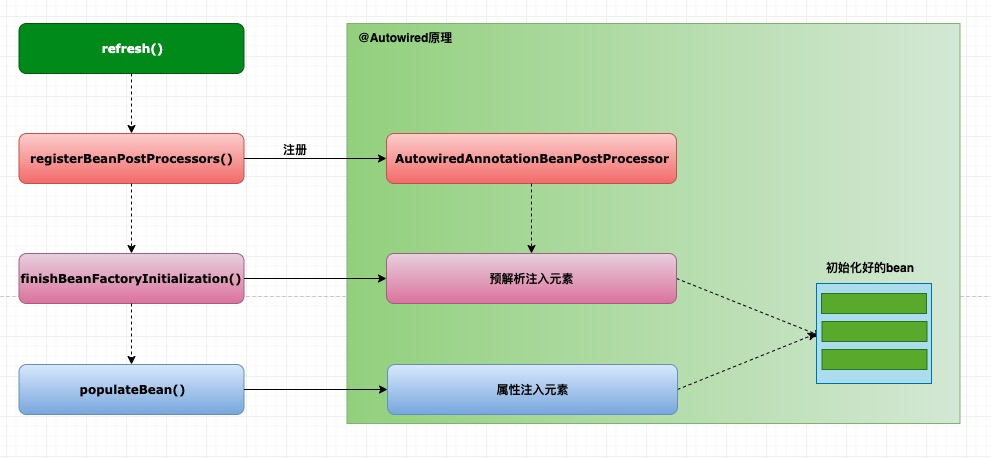 @Autowired原理
refresh()
registerBeanPostProcessors()
注册
AutowiredAnnotationBeanPostProcessor
finishBeanFactoryInitialization()
预解析注入元素
初始化好的bean
populateBean()
属性注入元素